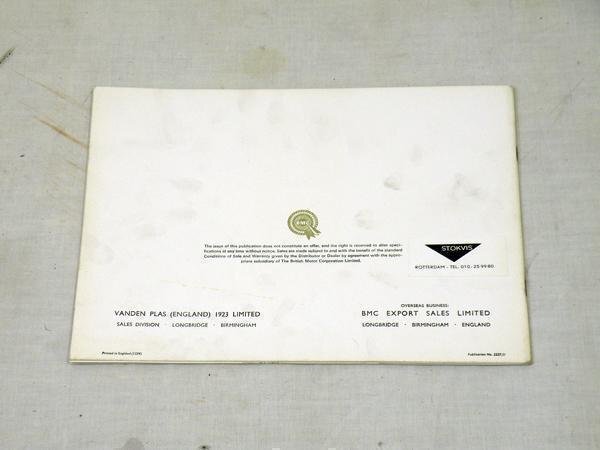 BMC
The issue of this publication does not constitute an offer, and the right is reserved to alter speci-
fications at any time without notice. Sales are made subject to and with the benefit of the standard
Conditions of Sale and Warranty given by the Distributor or Dealer by agreement with the appro-
priate subsidiary of The British Motor Corporation Limited.
STOKVIS
ROTTERDAM - TEL. 010-25 99 80
VANDEN PLAS (ENGLAND) 1923 LIMITED
SALES DIVISION · LONGBRIDGE · BIRMINGHAM
OVERSEAS BUSINESS:
BMC EXPORT SALES LIMITED
LONGBRIDGE · BIRMINGHAM · ENGLAND
Printed in England
Publication No.